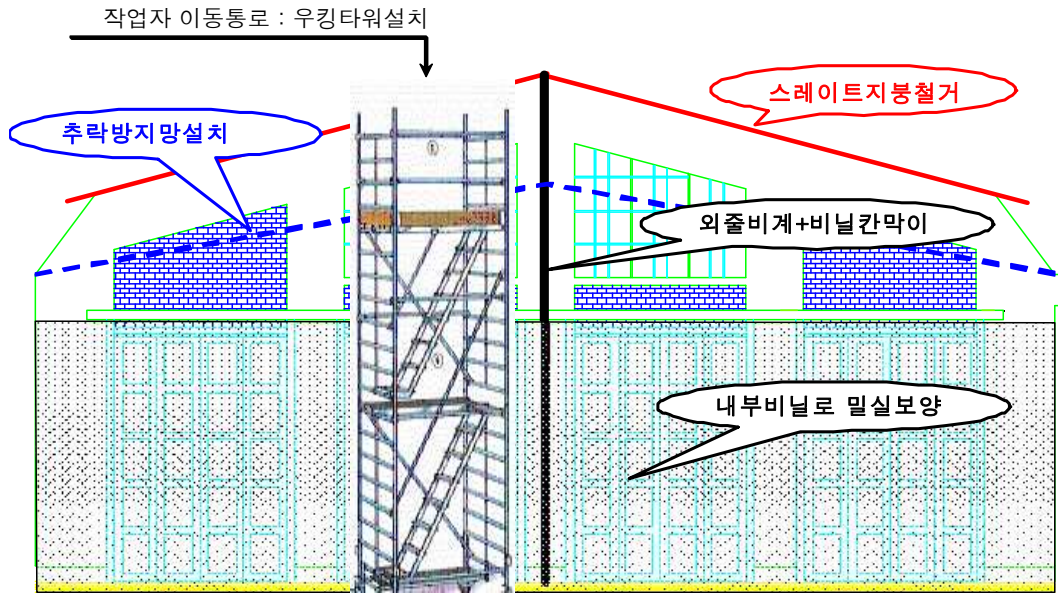 작업자 이동통로 : 우킹타워설치
스레이트지붕철거
추락방지망설치
외줄비계+비닐칸막이
내부비닐로 밀실보양